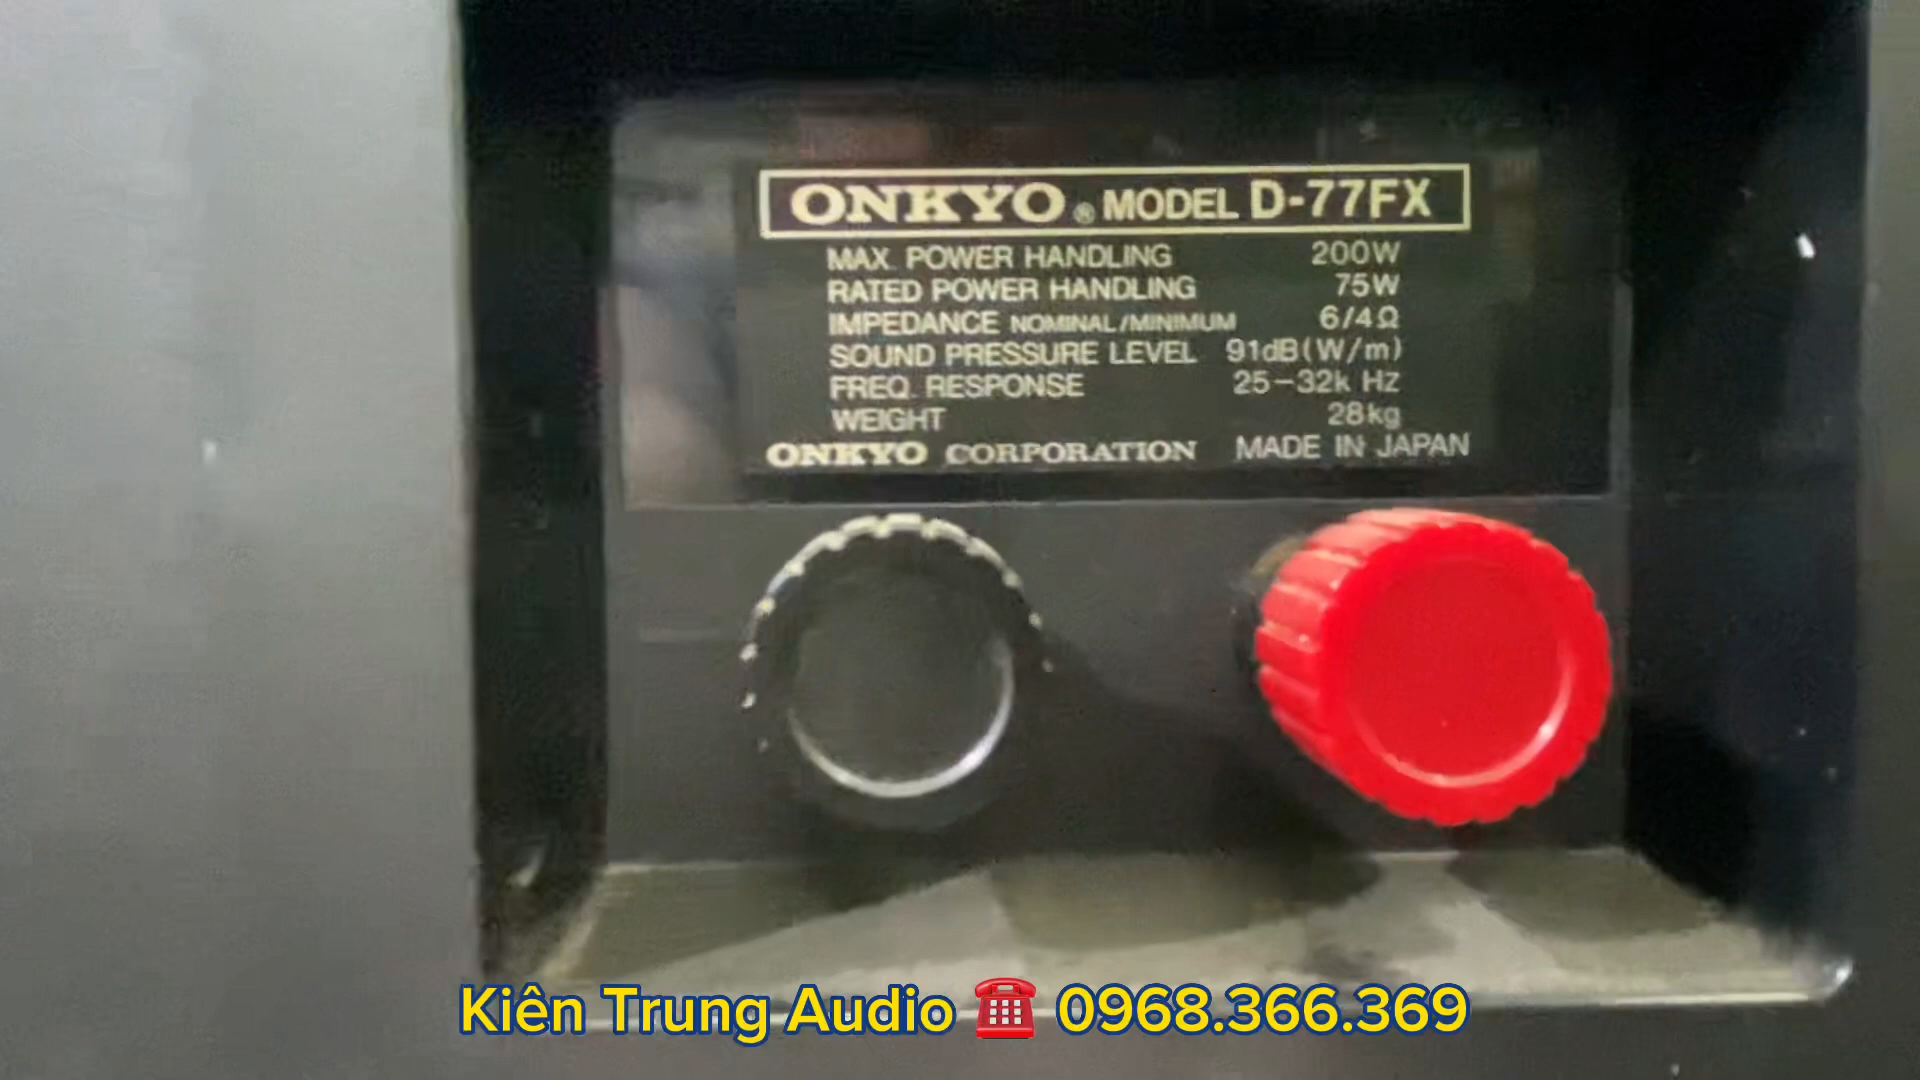 ONKYO® MODEL D-77FX
MAX. POWER HANDLING 200W
RATED POWER HANDLING 75W
IMPEDANCE NOMINAL/MINIMUM 6/4Ω
SOUND PRESSURE LEVEL 91dB(W/m)
FREQ. RESPONSE 25-32k Hz
WEIGHT 28kg
ONKYO CORPORATION MADE IN JAPAN
Kiên Trung Audio ☎️ 0968.366.369